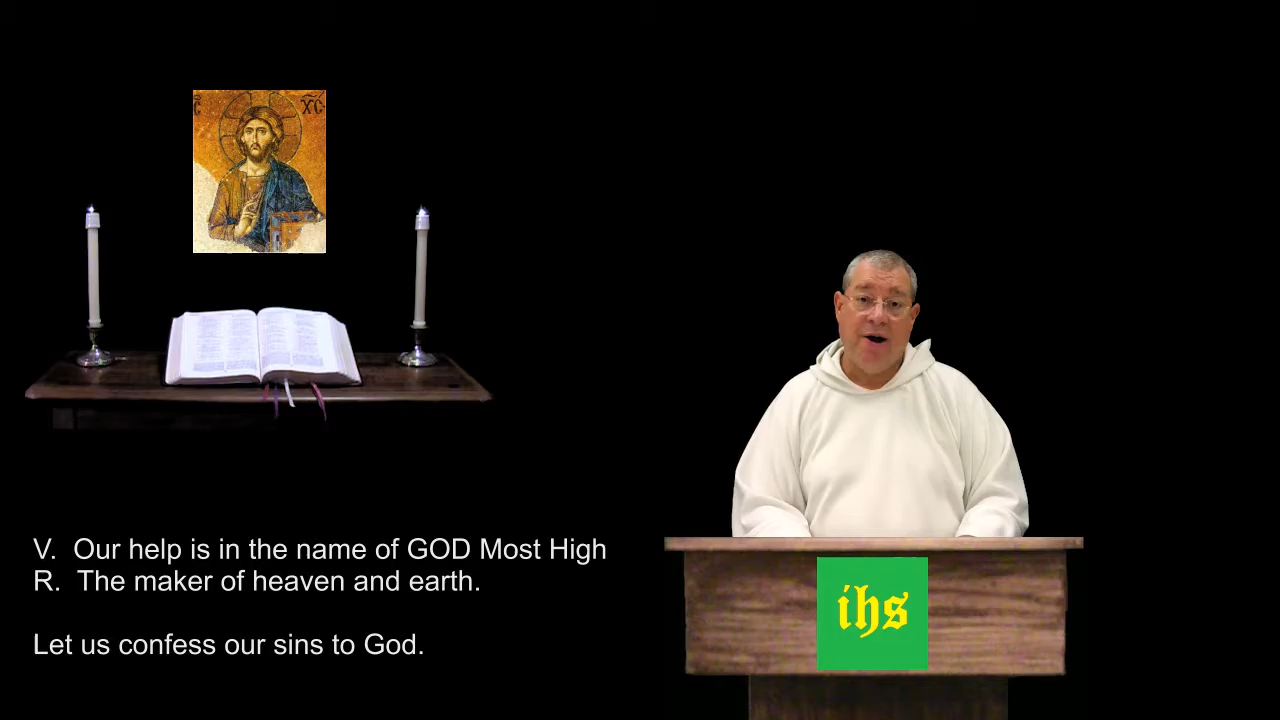 XC
V. Our help is in the name of GOD Most High
R. The maker of heaven and earth.
Let us confess our sins to God.
ihs